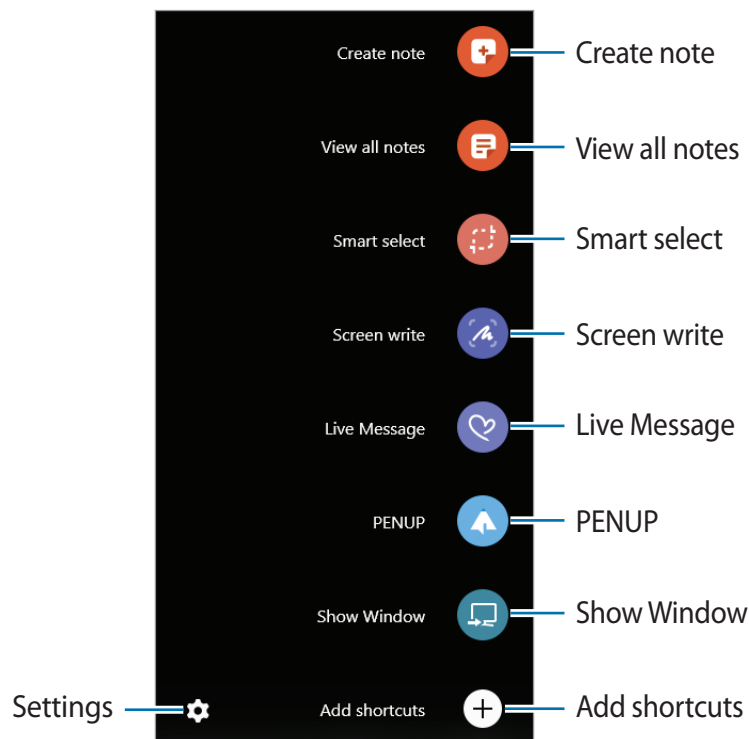 Create note Create note
View all notes View all notes
Smart select Smart select
Screen write Screen write
Live Message Live Message
PENUP PENUP
Show Window Show Window
Settings Add shortcuts Add shortcuts